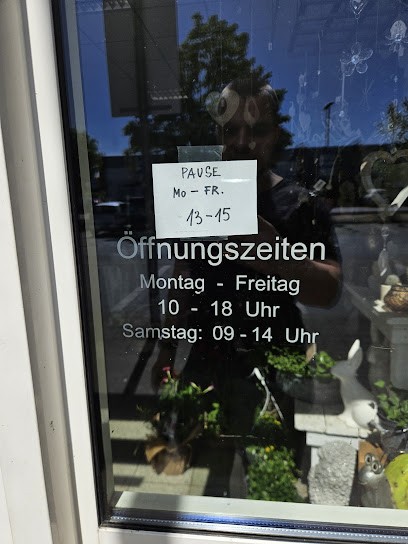 PAUSE
Mo - FR.
13-15
Öffnungszeiten
Montag - Freitag
10 - 18 Uhr
Samstag: 09 - 14 Uhr